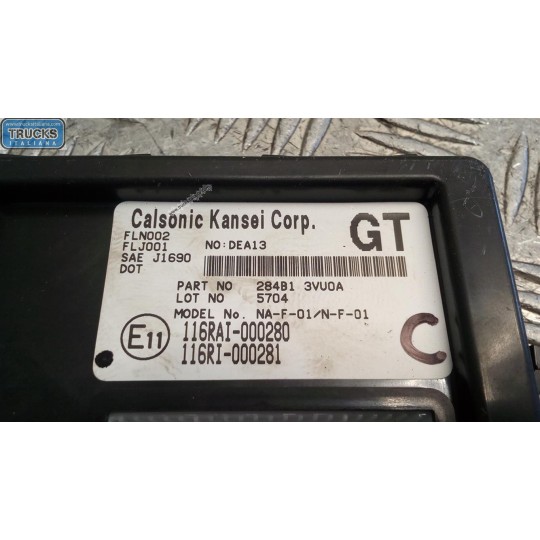 TRUCKS
ITALIANA
Calsonic Kansei Corp.
GT
FLN002
FLJ001
NO:DEA13
SAE J1690
DOT
PART NO 284B1 3VU0A
LOT NO 5704
MODEL No. NA-F-01/N-F-01
E11
116RAI-000280
116RI-000281
C